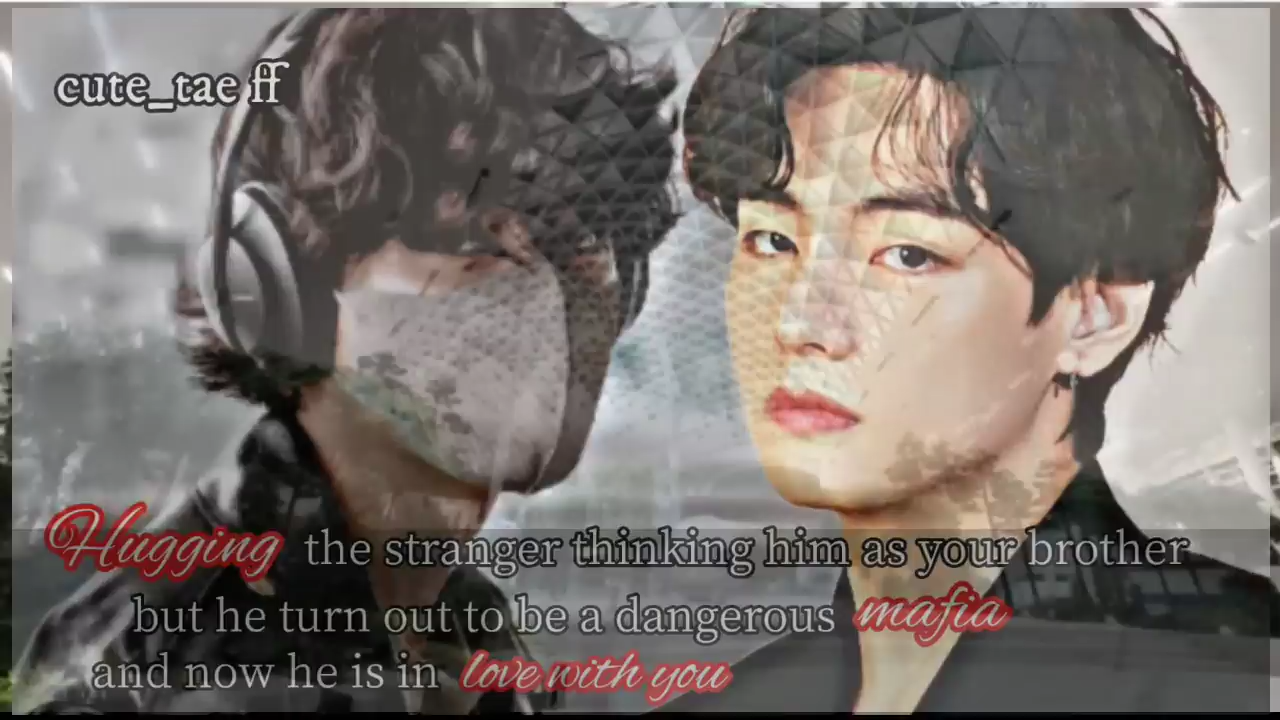 cute_tae ff
Hugging the stranger thinking him as your brother
but he turn out to be a dangerous mafia
and now he is in love with you